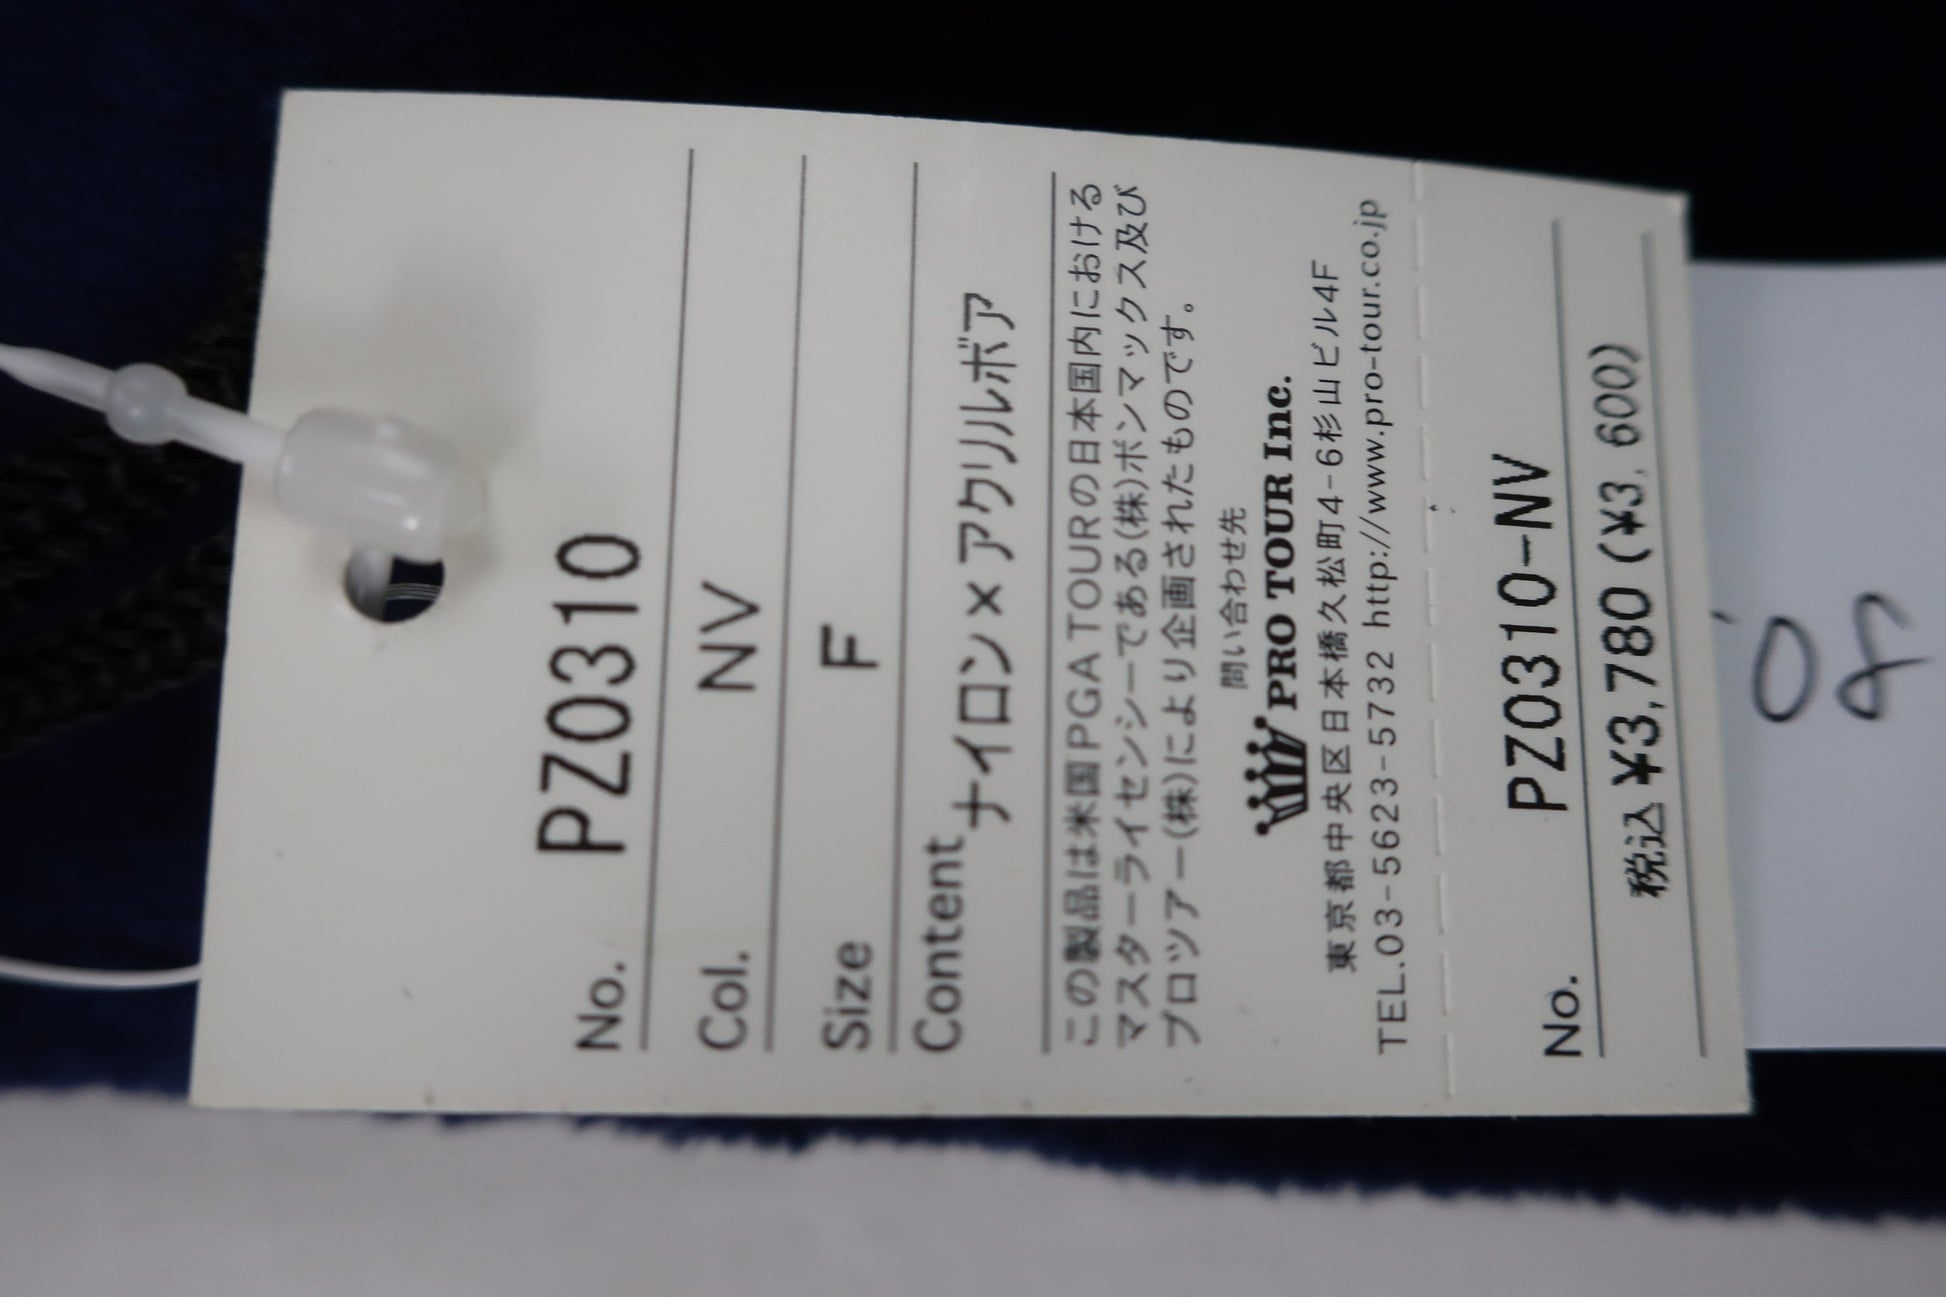 No. PZ0310
Col. NV
Size F
Content ナイロン×アクリルボア
この製品は米国PGA TOURの日本国内における
マスターライセンシーである(株)ボンマックス及び
プロツアー(株)により企画されたものです。
問い合わせ先
PRO TOUR Inc.
東京都中央区日本橋久松町4-6杉山ビル4F
TEL.03-5623-5732 http://www.pro-tour.co.jp
No. PZ0310-NV
税込 ¥3,780 (¥3,600)